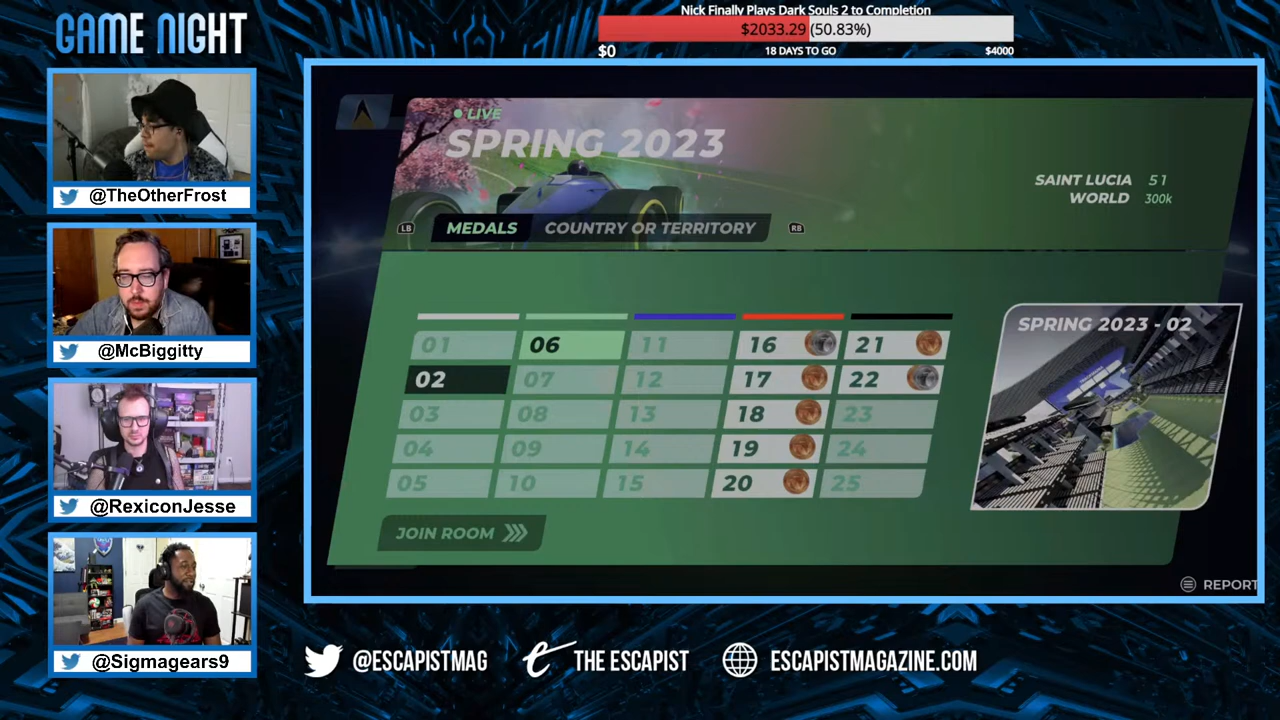 GAME NIGHT
Nick Finally Plays Dark Souls 2 to Completion
$2033.29 (50.83%)
$0
18 DAYS TO GO
$4000
@TheOtherFrost
@McBiggitty
@RexiconJesse
@Sigmagears9
LIVE
SPRING 2023
SAINT LUCIA 51
WORLD 300k
LB
MEDALS
COUNTRY OR TERRITORY
RB
01 06 11 16 21
02 07 12 17 22
03 08 13 18 23
04 09 14 19 24
05 10 15 20 25
JOIN ROOM
SPRING 2023 - 02
REPORT
@ESCAPISTMAG
THE ESCAPIST
ESCAPISTMAGAZINE.COM